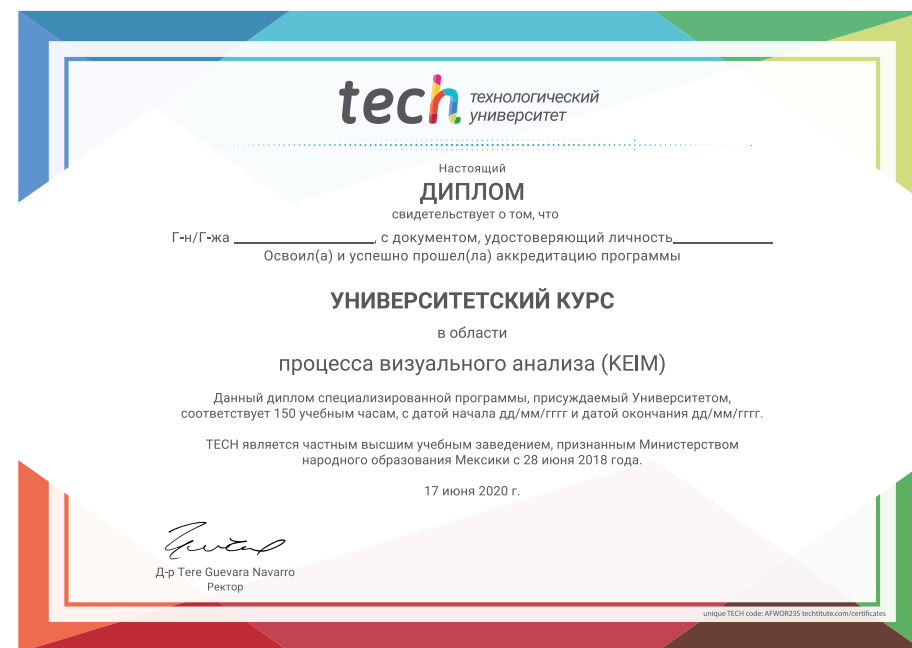 tech технологический
университет
Настоящий
ДИПЛОМ
свидетельствует о том, что
Г-н/Г-жа ____________________, с документом, удостоверяющий личность______________
Освоил(а) и успешно прошел(ла) аккредитацию программы
УНИВЕРСИТЕТСКИЙ КУРС
в области
процесса визуального анализа (KEIM)
Данный диплом специализированной программы, присуждаемый Университетом,
соответствует 150 учебным часам, с датой начала дд/мм/гггг и датой окончания дд/мм/гггг.
TECH является частным высшим учебным заведением, признанным Министерством
народного образования Мексики с 28 июня 2018 года.
17 июня 2020 г.
Д-р Tere Guevara Navarro
Ректор
unique TECH code: AFWOR235 techtitute.com/certificates